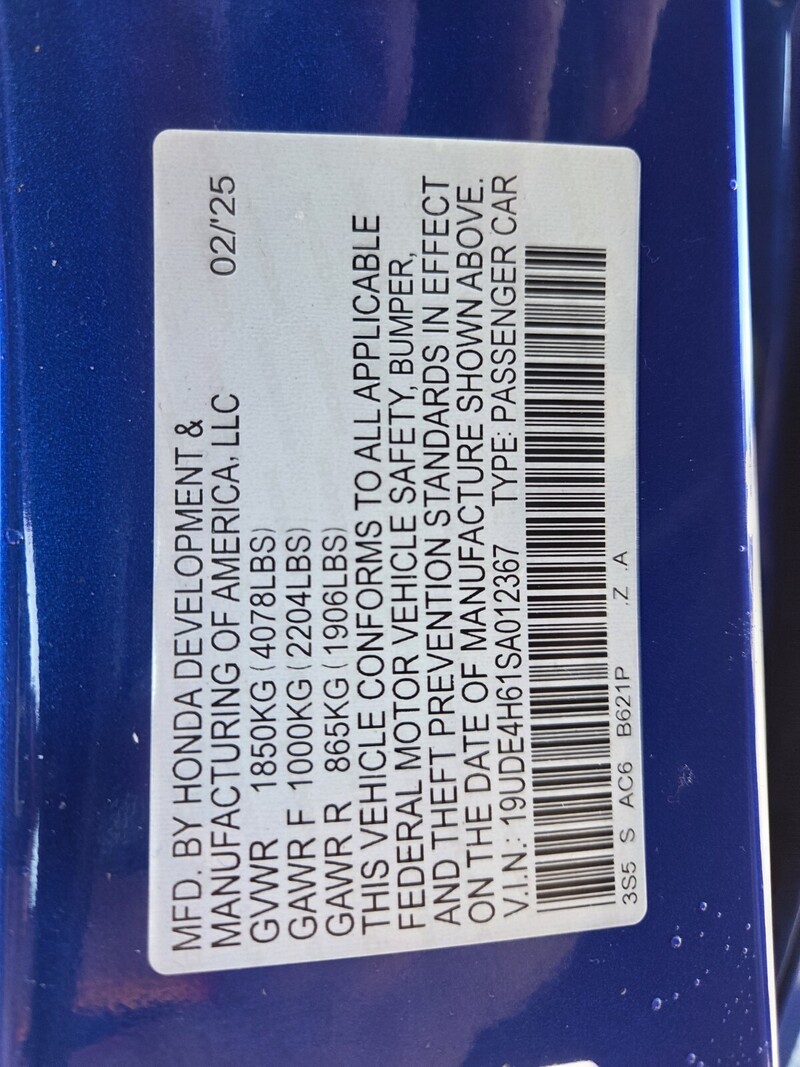 MFD. BY HONDA DEVELOPMENT &
MANUFACTURING OF AMERICA, LLC 02/'25
GVWR 1850KG (4078LBS)
GAWR F 1000KG (2204LBS)
GAWR R 865KG (1906LBS)
THIS VEHICLE CONFORMS TO ALL APPLICABLE
FEDERAL MOTOR VEHICLE SAFETY, BUMPER,
AND THEFT PREVENTION STANDARDS IN EFFECT
ON THE DATE OF MANUFACTURE SHOWN ABOVE.
V.I.N.: 19UDE4H61SA012367 TYPE: PASSENGER CAR
3S5 S AC6 B621P .Z .A